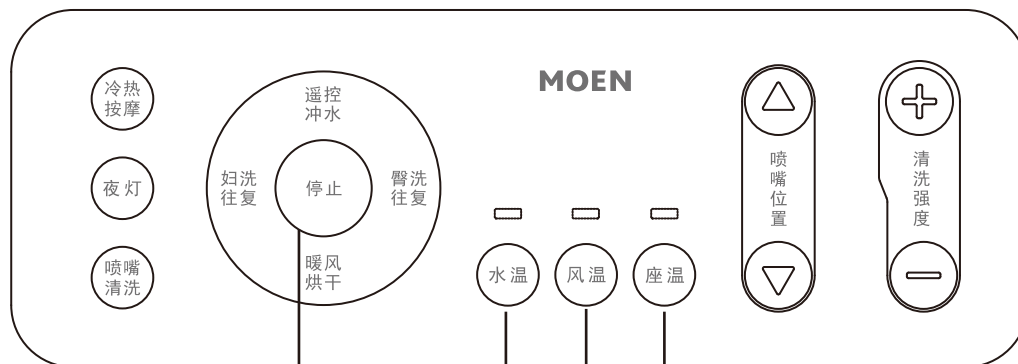 冷热
按摩
夜灯
喷嘴
清洗
遥控
冲水
妇洗
往复
停止
臀洗
往复
暖风
烘干
MOEN
水温
风温
座温
喷嘴位置
清洗强度